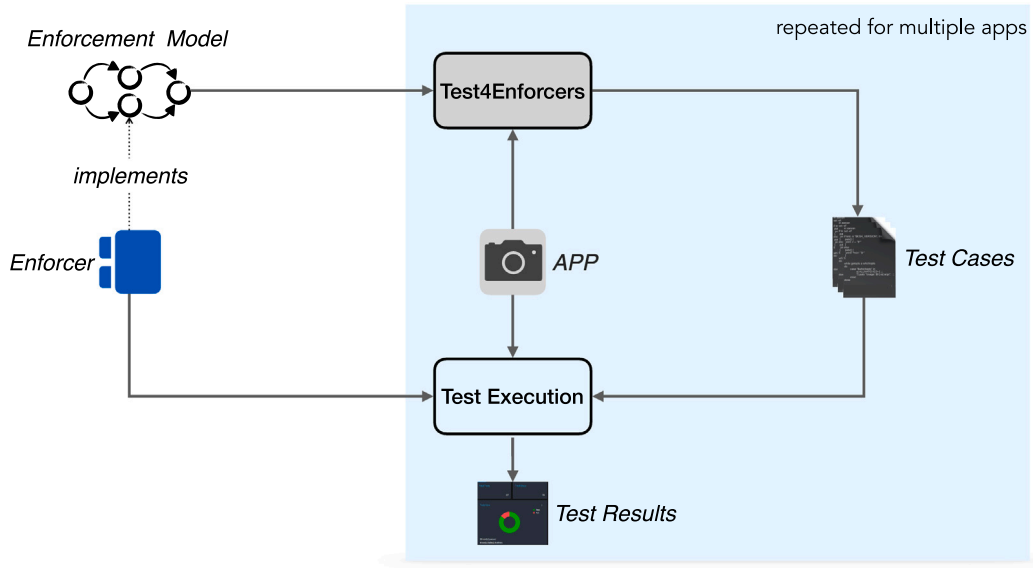 repeated for multiple apps
Enforcement Model
Test4Enforcers
implements
Enforcer
APP
Test Cases
Test Execution
Test Results